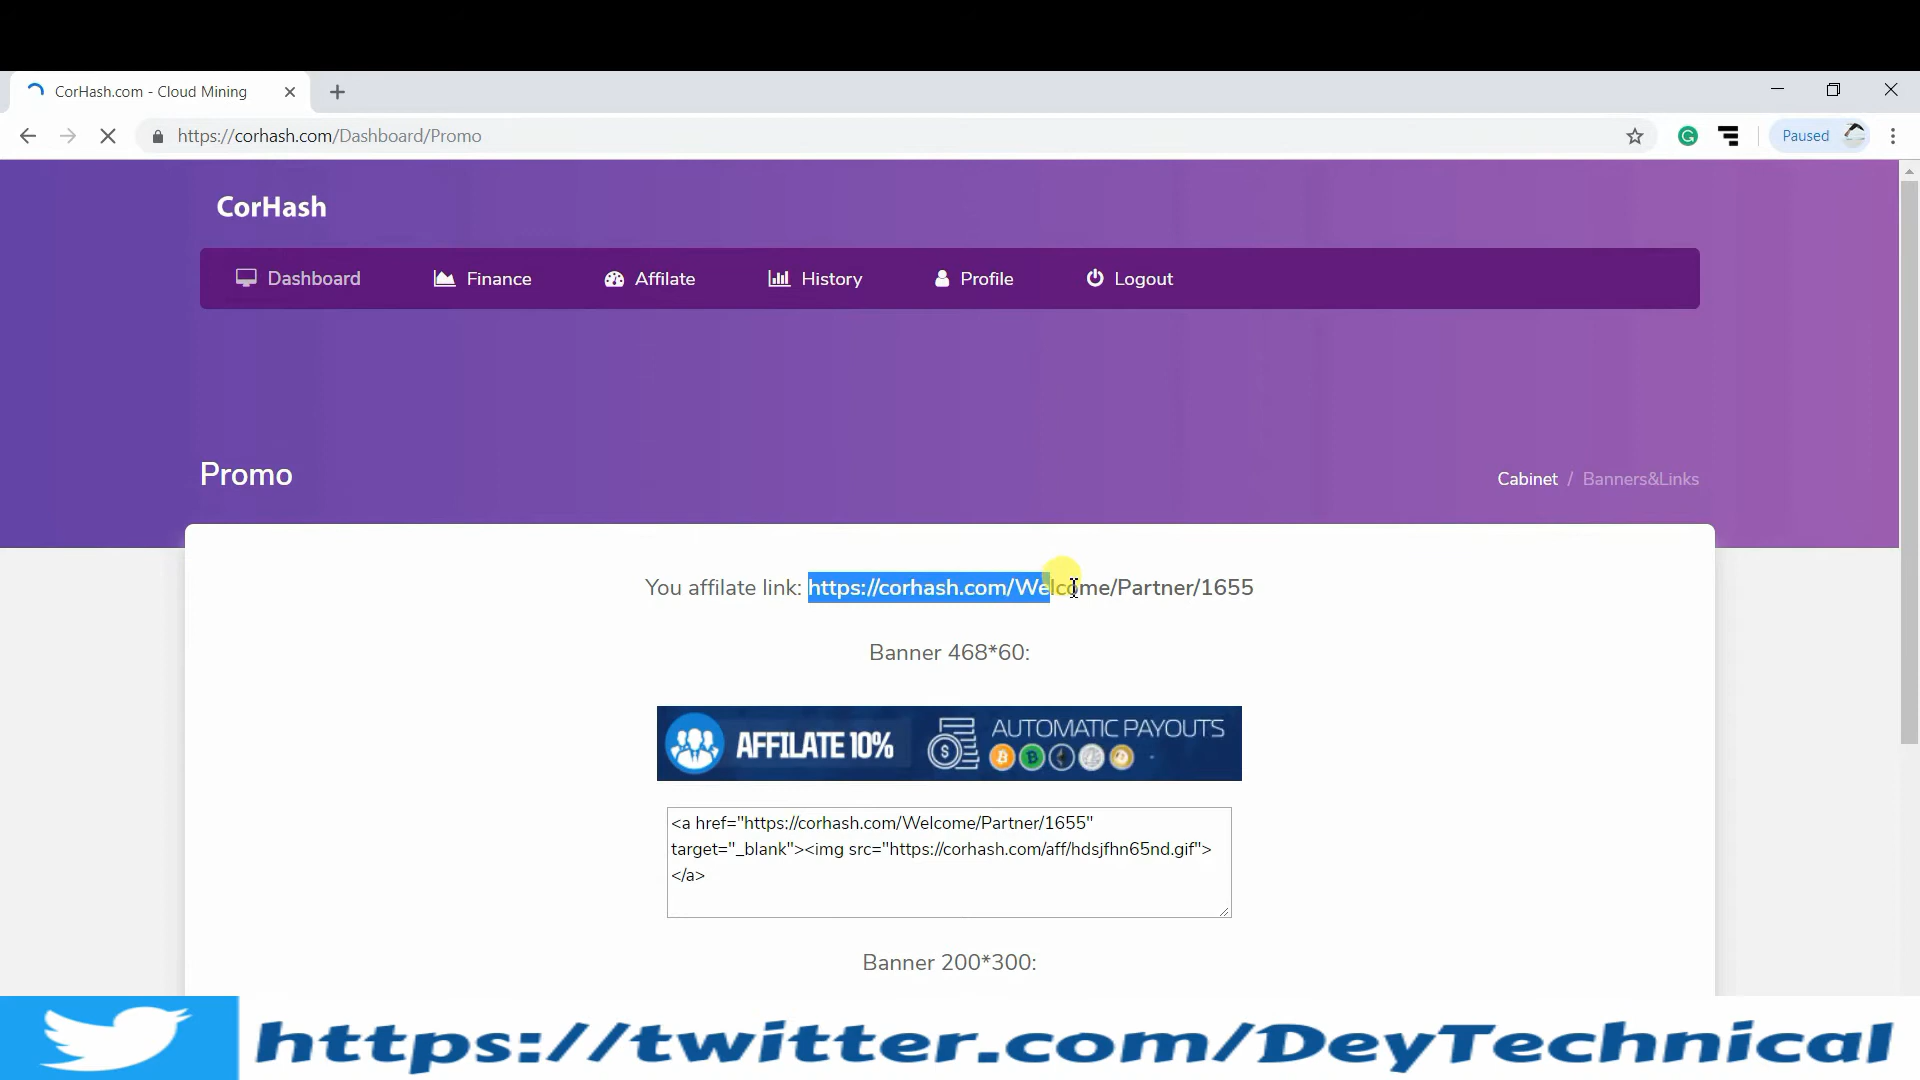 CorHash.com - Cloud Mining
https://corhash.com/Dashboard/Promo
Paused
CorHash
Dashboard
Finance
Affilate
History
Profile
Logout
Promo
Cabinet / Banners&Links
You affilate link: https://corhash.com/Welcome/Partner/1655
Banner 468*60:
AFFILATE 10%
AUTOMATIC PAYOUTS
<a href="https://corhash.com/Welcome/Partner/1655"
target="_blank"><img src="https://corhash.com/aff/hdsjfhn65nd.gif">
</a>
Banner 200*300:
https://twitter.com/DeyTechnical